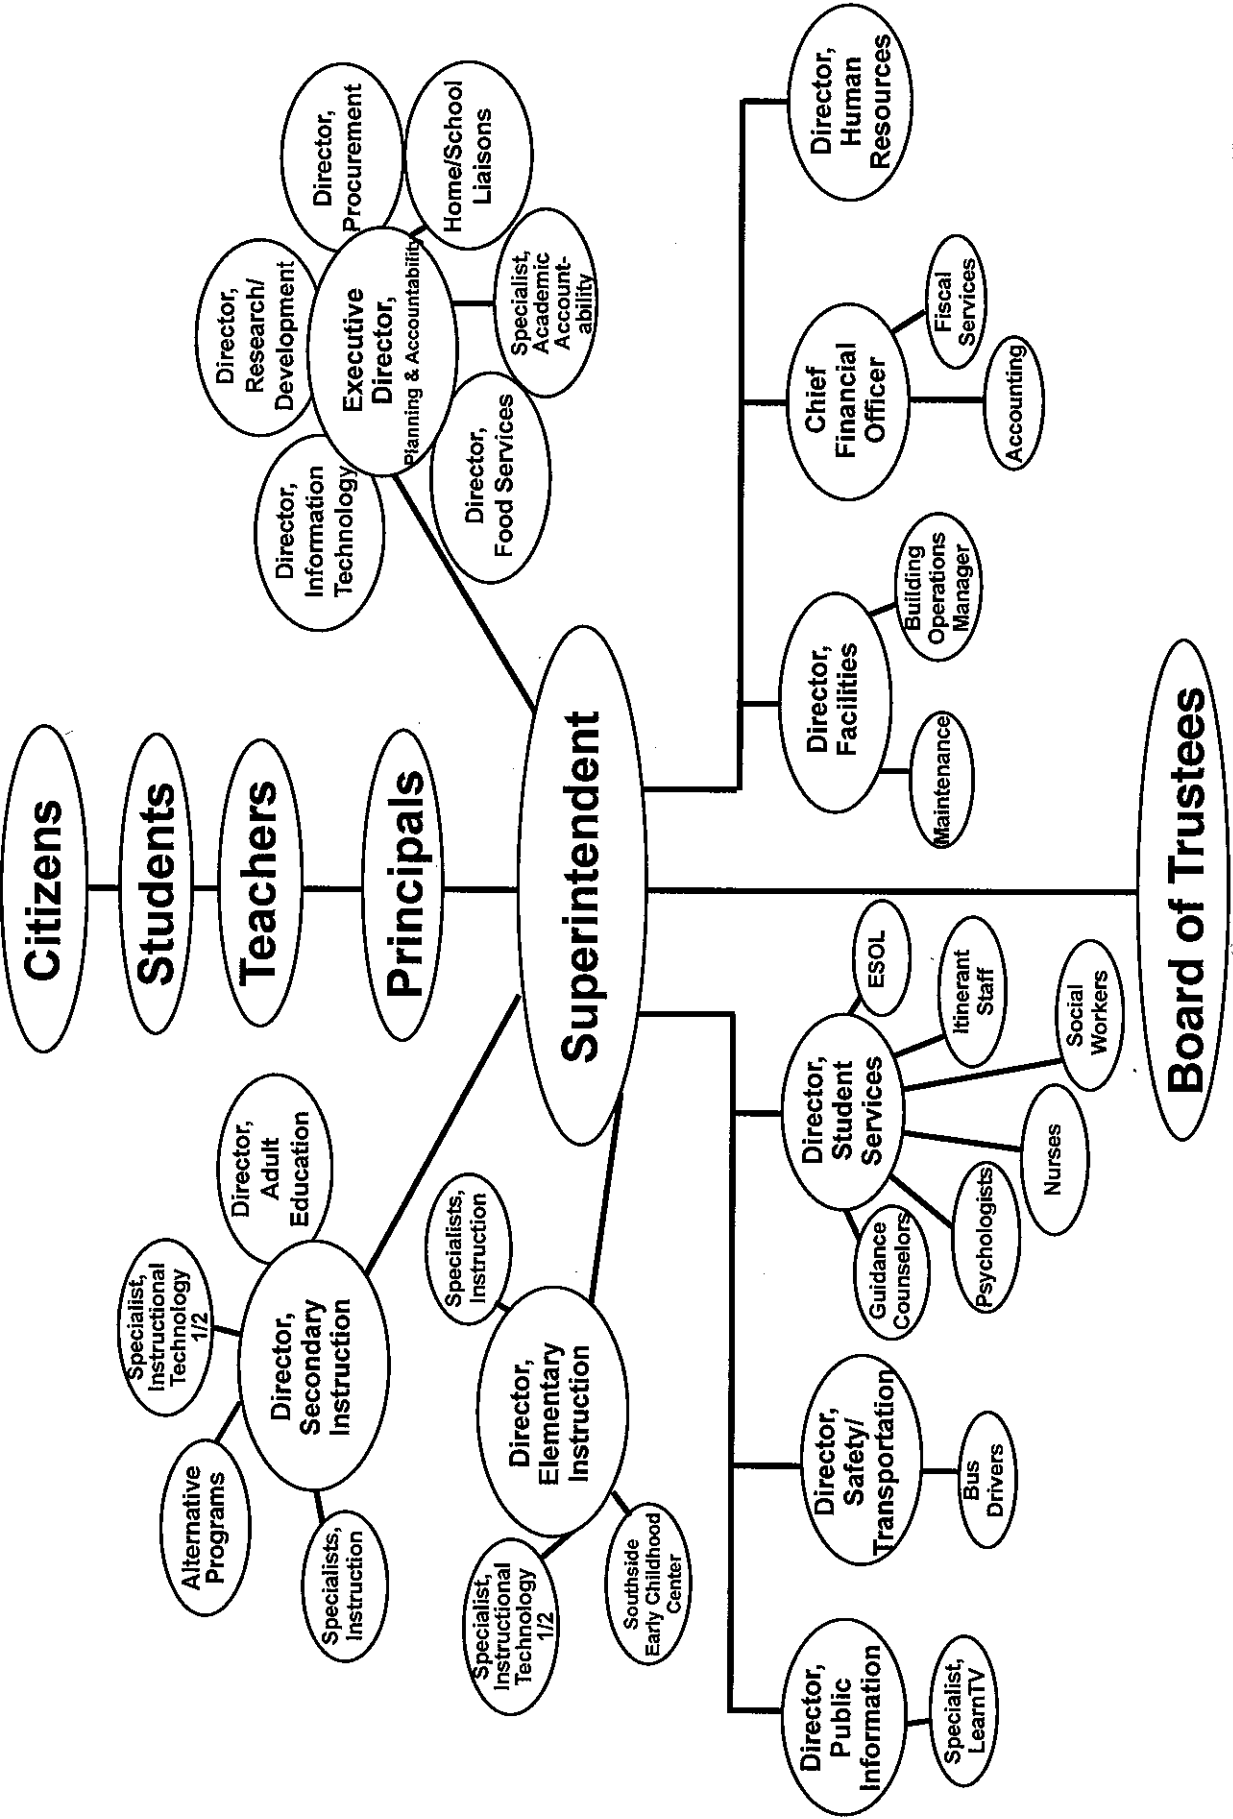 Citizens
Students
Teachers
Principals
Superintendent
Board of Trustees
Specialist,
Instructional
Technology
1/2
Alternative
Programs
Director,
Adult
Education
Director,
Secondary
Instruction
Specialists,
Instruction
Specialists,
Instruction
Director,
Elementary
Instruction
Specialist,
Instructional
Technology
1/2
Southside
Early Childhood
Center
Director,
Research/
Development
Director,
Information
Technology
Director,
Procurement
Executive
Director,
Planning & Accountability
Home/School
Liaisons
Director,
Food Services
Specialist,
Academic
Account-
ability
Director,
Public
Information
Specialist,
LearnTV
Director,
Safety/
Transportation
Bus
Drivers
Director,
Student
Services
Guidance
Counselors
Psychologists
Nurses
Social
Workers
Itinerant
Staff
ESOL
Director,
Facilities
Maintenance
Building
Operations
Manager
Chief
Financial
Officer
Accounting
Fiscal
Services
Director,
Human
Resources